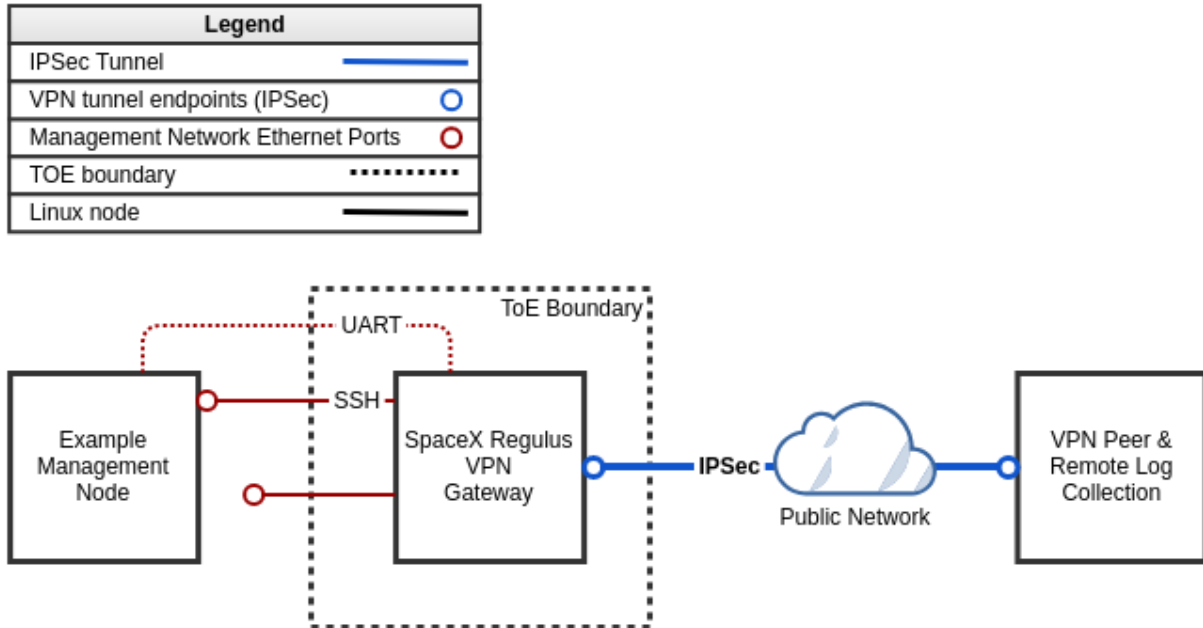 Legend
IPSec Tunnel
VPN tunnel endpoints (IPSec)
Management Network Ethernet Ports
TOE boundary
Linux node
ToE Boundary
UART
SSH
Example
Management
Node
SpaceX Regulus
VPN
Gateway
IPSec
Public Network
VPN Peer &
Remote Log
Collection